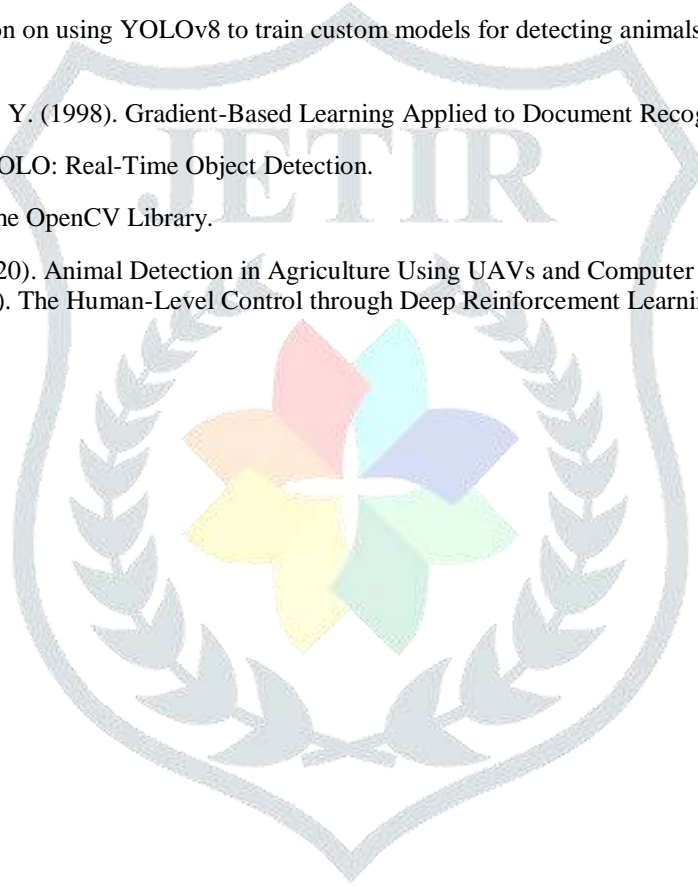 on on using YOLOv8 to train custom models for detecting animals
Y. (1998). Gradient-Based Learning Applied to Document Recog
OLO: Real-Time Object Detection.
ne OpenCV Library.
20). Animal Detection in Agriculture Using UAVs and Computer
). The Human-Level Control through Deep Reinforcement Learnin
JETIR